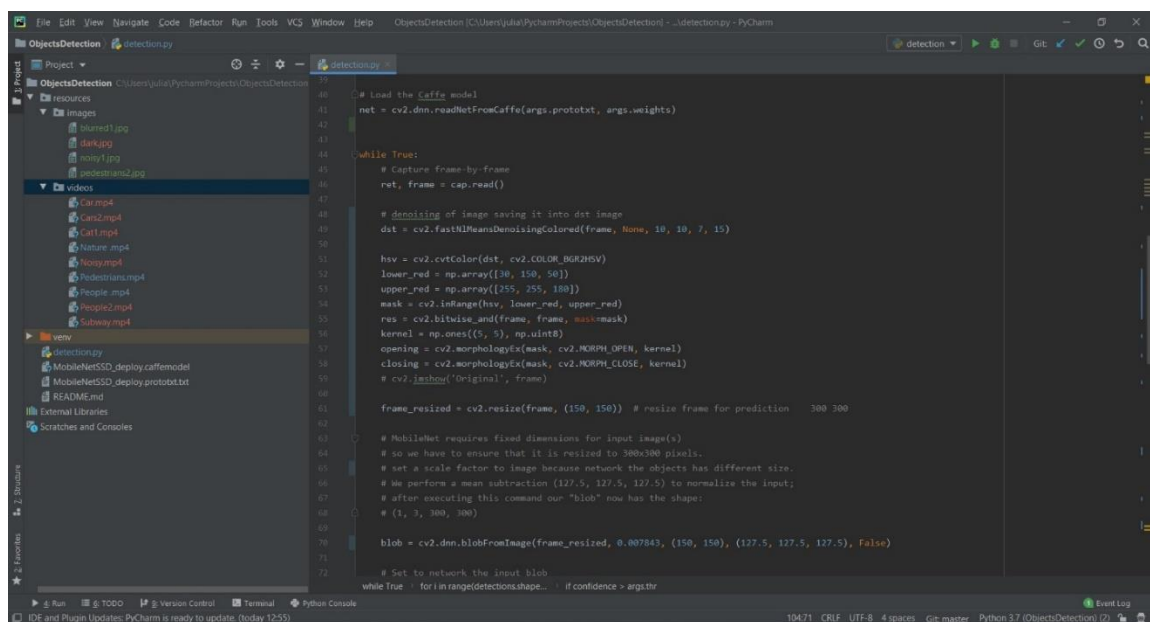 File Edit View Navigate Code Refactor Run Tools VCS Window Help ObjectsDetection [C:\Users\julia\PycharmProjects\ObjectsDetection] - ...\detection.py - PyCharm
ObjectsDetection detection.py detection Git:
Project detection.py
1: Project
ObjectsDetection C:\Users\julia\PycharmProjects\ObjectsDetection
resources
images
blurred1.jpg
dark.jpg
noisy1.jpg
pedestrians2.jpg
videos
Car.mp4
Cars2.mp4
Cat1.mp4
Nature .mp4
Noisy.mp4
Pedestrians.mp4
People .mp4
People2.mp4
Subway.mp4
venv
detection.py
MobileNetSSD_deploy.caffemodel
MobileNetSSD_deploy.prototxt.txt
README.md
External Libraries
Scratches and Consoles
7: Structure
2: Favorites
39
40 # Load the Caffe model
41 net = cv2.dnn.readNetFromCaffe(args.prototxt, args.weights)
42
43
44 while True:
45 # Capture frame-by-frame
46 ret, frame = cap.read()
47
48 # denoising of image saving it into dst image
49 dst = cv2.fastNlMeansDenoisingColored(frame, None, 10, 10, 7, 15)
50
51 hsv = cv2.cvtColor(dst, cv2.COLOR_BGR2HSV)
52 lower_red = np.array([30, 150, 50])
53 upper_red = np.array([255, 255, 180])
54 mask = cv2.inRange(hsv, lower_red, upper_red)
55 res = cv2.bitwise_and(frame, frame, mask=mask)
56 kernel = np.ones((5, 5), np.uint8)
57 opening = cv2.morphologyEx(mask, cv2.MORPH_OPEN, kernel)
58 closing = cv2.morphologyEx(mask, cv2.MORPH_CLOSE, kernel)
59 # cv2.imshow('Original', frame)
60
61 frame_resized = cv2.resize(frame, (150, 150)) # resize frame for prediction 300 300
62
63 # MobileNet requires fixed dimensions for input image(s)
64 # so we have to ensure that it is resized to 300x300 pixels.
65 # set a scale factor to image because network the objects has different size.
66 # We perform a mean subtraction (127.5, 127.5, 127.5) to normalize the input;
67 # after executing this command our "blob" now has the shape:
68 # (1, 3, 300, 300)
69
70 blob = cv2.dnn.blobFromImage(frame_resized, 0.007843, (150, 150), (127.5, 127.5, 127.5), False)
71
72 # Set to network the input blob
while True › for i in range(detections.shape... › if confidence > args.thr
4: Run 6: TODO 9: Version Control Terminal Python Console Event Log
IDE and Plugin Updates: PyCharm is ready to update. (today 12:55) 104:71 CRLF UTF-8 4 spaces Git: master Python 3.7 (ObjectsDetection) (2)